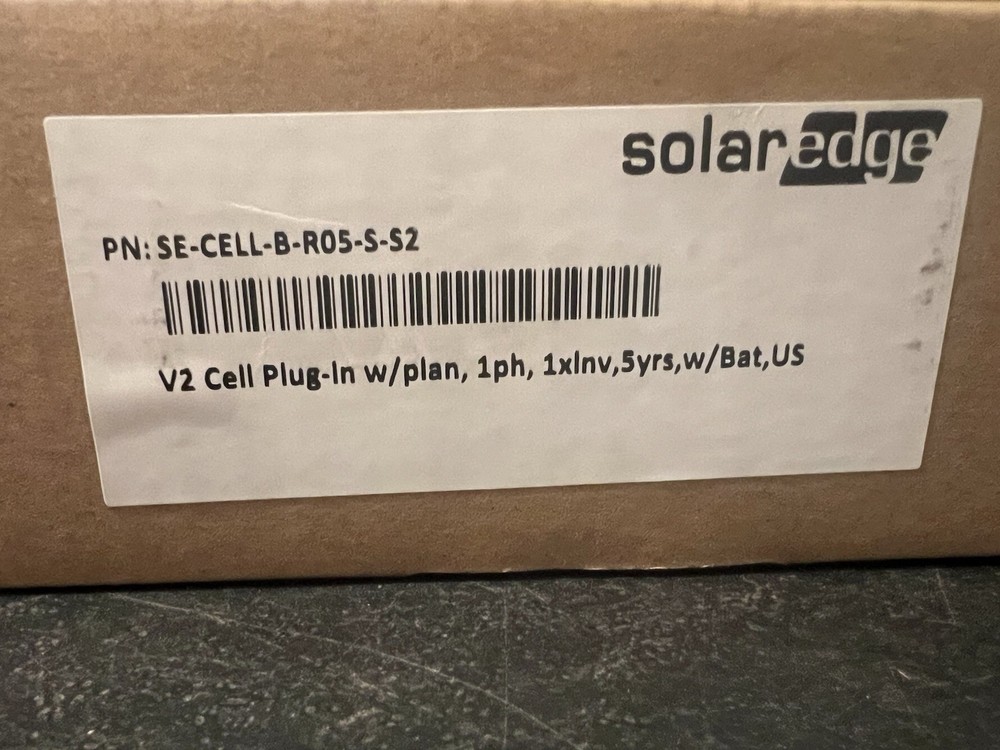 solaredge
PN: SE-CELL-B-R05-S-S2
V2 Cell Plug-In w/plan, 1ph, 1xInv,5yrs,w/Bat,US